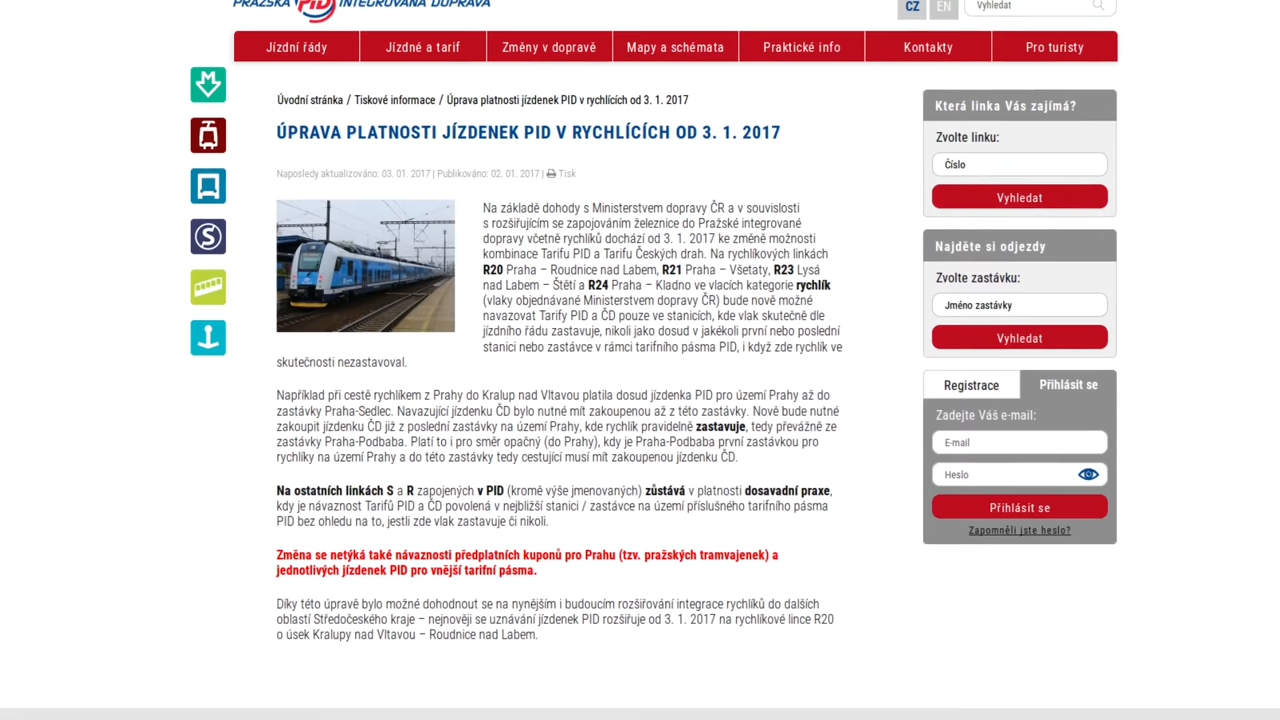 PRAŽSKÁ PID INTEGROVANÁ DOPRAVA
CZ EN Vyhledat
Jízdní řády Jízdné a tarif Změny v dopravě Mapy a schémata Praktické info Kontakty Pro turisty
Úvodní stránka / Tiskové informace / Úprava platnosti jízdenek PID v rychlících od 3. 1. 2017
ÚPRAVA PLATNOSTI JÍZDENEK PID V RYCHLÍCÍCH OD 3. 1. 2017
Naposledy aktualizováno: 03. 01. 2017 | Publikováno: 02. 01. 2017 | Tisk
Na základě dohody s Ministerstvem dopravy ČR a v souvislosti
s rozšiřujícím se zapojováním železnice do Pražské integrované
dopravy včetně rychlíků dochází od 3. 1. 2017 ke změně možnosti
kombinace Tarifu PID a Tarifu Českých drah. Na rychlíkových linkách
R20 Praha – Roudnice nad Labem, R21 Praha – Všetaty, R23 Lysá
nad Labem – Štětí a R24 Praha – Kladno ve vlacích kategorie rychlík
(vlaky objednávané Ministerstvem dopravy ČR) bude nově možné
navazovat Tarify PID a ČD pouze ve stanicích, kde vlak skutečně dle
jízdního řádu zastavuje, nikoli jako dosud v jakékoli první nebo poslední
stanici nebo zastávce v rámci tarifního pásma PID, i když zde rychlík ve
skutečnosti nezastavoval.
Například při cestě rychlíkem z Prahy do Kralup nad Vltavou platila dosud jízdenka PID pro území Prahy až do
zastávky Praha-Sedlec. Navazující jízdenku ČD bylo nutné mít zakoupenou až z této zastávky. Nově bude nutné
zakoupit jízdenku ČD již z poslední zastávky na území Prahy, kde rychlík pravidelně zastavuje, tedy převážně ze
zastávky Praha-Podbaba. Platí to i pro směr opačný (do Prahy), kdy je Praha-Podbaba první zastávkou pro
rychlíky na území Prahy a do této zastávky tedy cestující musí mít zakoupenou jízdenku ČD.
Na ostatních linkách S a R zapojených v PID (kromě výše jmenovaných) zůstává v platnosti dosavadní praxe,
kdy je návaznost Tarifů PID a ČD povolená v nejbližší stanici / zastávce na území příslušného tarifního pásma
PID bez ohledu na to, jestli zde vlak zastavuje či nikoli.
Změna se netýká také návaznosti předplatních kuponů pro Prahu (tzv. pražských tramvajenek) a
jednotlivých jízdenek PID pro vnější tarifní pásma.
Díky této úpravě bylo možné dohodnout se na nynějším i budoucím rozšiřování integrace rychlíků do dalších
oblastí Středočeského kraje – nejnověji se uznávání jízdenek PID rozšiřuje od 3. 1. 2017 na rychlíkové lince R20
o úsek Kralupy nad Vltavou – Roudnice nad Labem.
Která linka Vás zajímá?
Zvolte linku:
Číslo
Vyhledat
Najděte si odjezdy
Zvolte zastávku:
Jméno zastávky
Vyhledat
Registrace Přihlásit se
Zadejte Váš e-mail:
E-mail
Heslo
Přihlásit se
Zapomněli jste heslo?